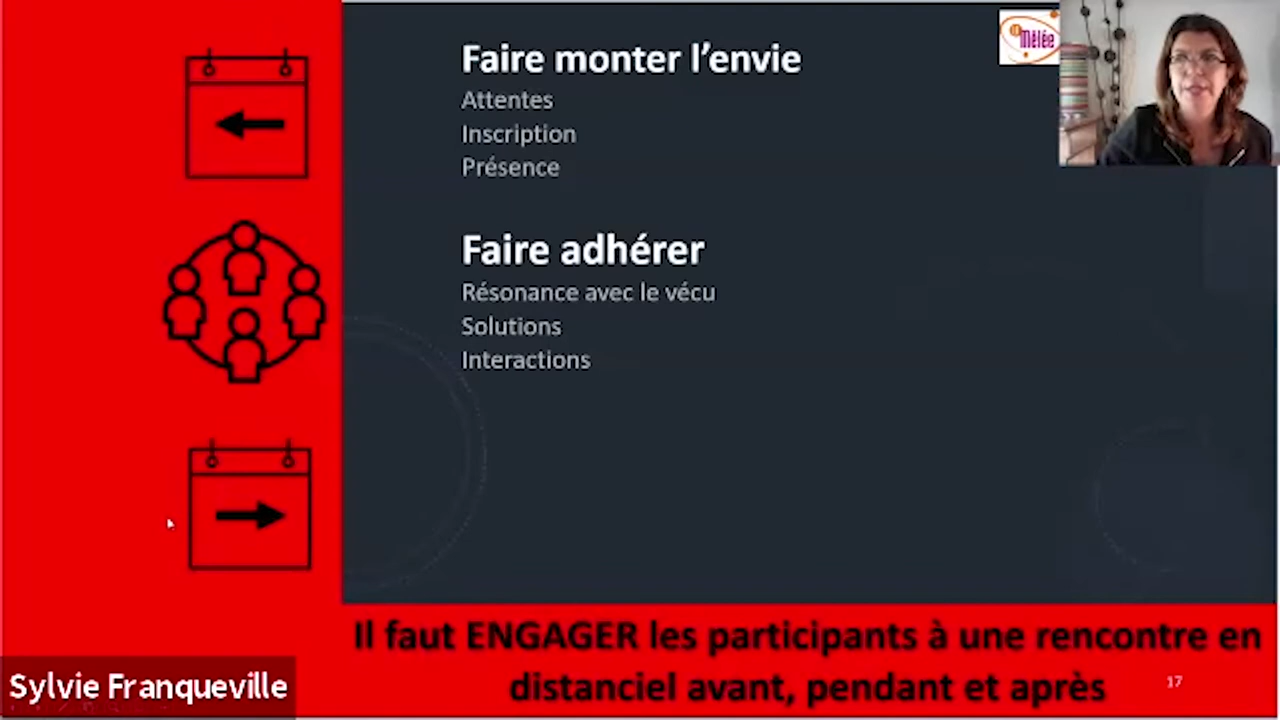 Faire monter l’envie
Attentes
Inscription
Présence
la Mêlée
Faire adhérer
Résonance avec le vécu
Solutions
Interactions
Il faut ENGAGER les participants à une rencontre en
distanciel avant, pendant et après
17
Sylvie Franqueville